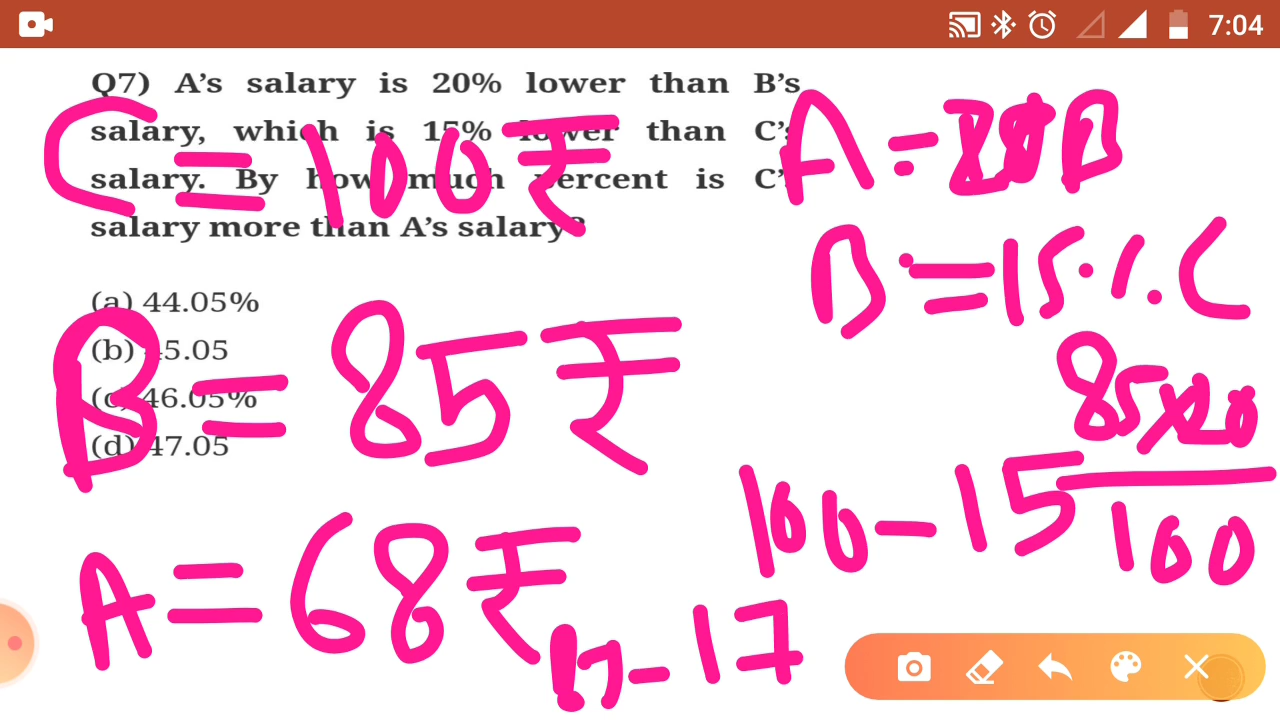 7:04
Q7) A's salary is 20% lower than B's
salary, which is 15% lower than C's
salary. By how much percent is C's
salary more than A's salary?
(a) 44.05%
(b) 45.05
(c) 46.05%
(d) 47.05
C = 100 ₹
B = 85 ₹
A = 68 ₹
A = B
B = 15% C
85×20
100
100-15
-17